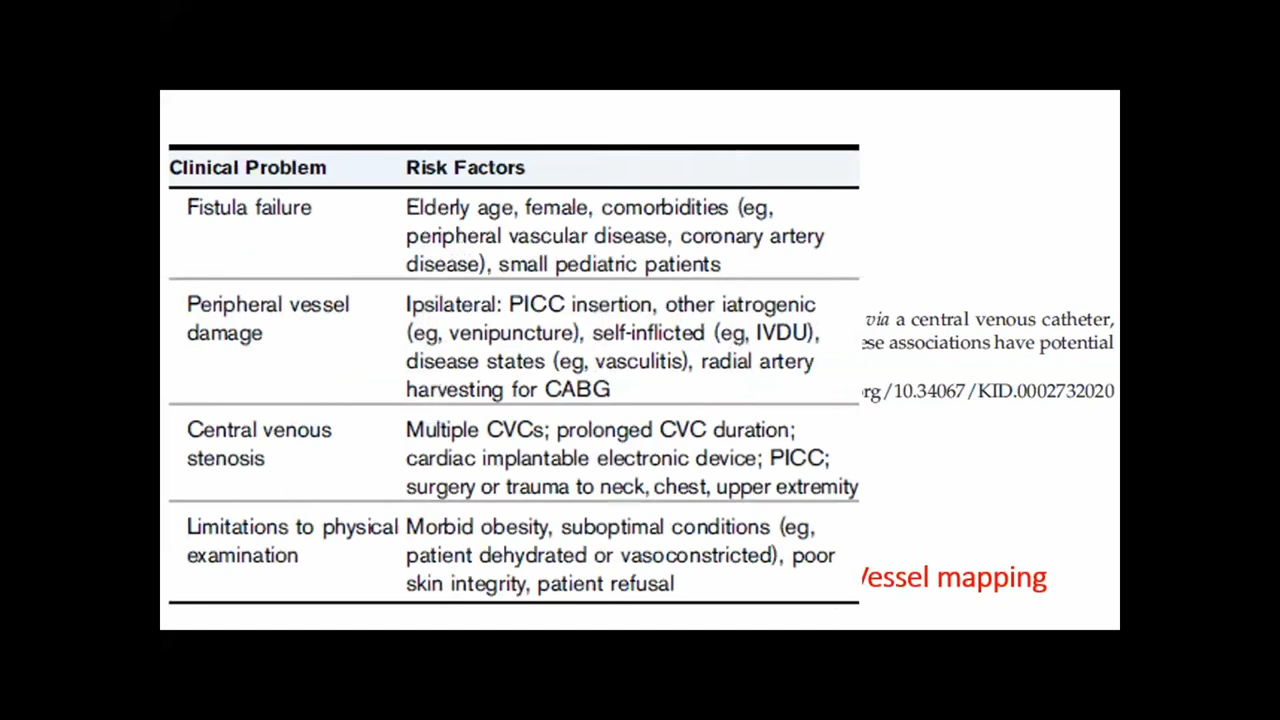 Clinical Problem Risk Factors
Fistula failure Elderly age, female, comorbidities (eg,
peripheral vascular disease, coronary artery
disease), small pediatric patients
Peripheral vessel Ipsilateral: PICC insertion, other iatrogenic
damage (eg, venipuncture), self-inflicted (eg, IVDU),
disease states (eg, vasculitis), radial artery
harvesting for CABG
Central venous Multiple CVCs; prolonged CVC duration;
stenosis cardiac implantable electronic device; PICC;
surgery or trauma to neck, chest, upper extremity
Limitations to physical Morbid obesity, suboptimal conditions (eg,
examination patient dehydrated or vasoconstricted), poor
skin integrity, patient refusal
via a central venous catheter,
ese associations have potential
rg/10.34067/KID.0002732020
Vessel mapping